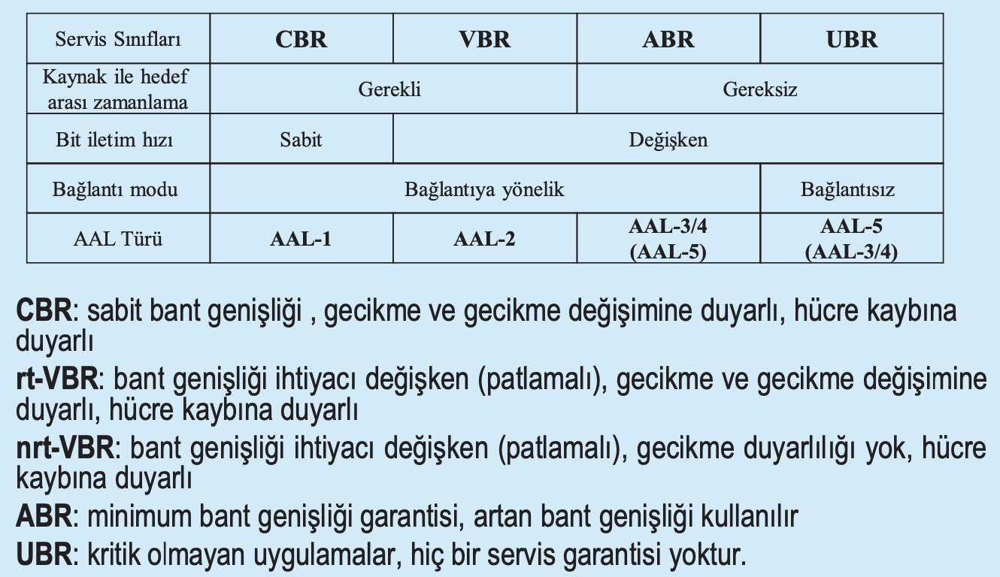 Servis Sınıfları CBR VBR ABR UBR
Kaynak ile hedef
arası zamanlama Gerekli Gereksiz
Bit iletim hızı Sabit Değişken
Bağlantı modu Bağlantıya yönelik Bağlantısız
AAL Türü AAL-1 AAL-2 AAL-3/4 AAL-5
(AAL-5) (AAL-3/4)
CBR: sabit bant genişliği , gecikme ve gecikme değişimine duyarlı, hücre kaybına
duyarlı
rt-VBR: bant genişliği ihtiyacı değişken (patlamalı), gecikme ve gecikme değişimine
duyarlı, hücre kaybına duyarlı
nrt-VBR: bant genişliği ihtiyacı değişken (patlamalı), gecikme duyarlılığı yok, hücre
kaybına duyarlı
ABR: minimum bant genişliği garantisi, artan bant genişliği kullanılır
UBR: kritik olmayan uygulamalar, hiç bir servis garantisi yoktur.